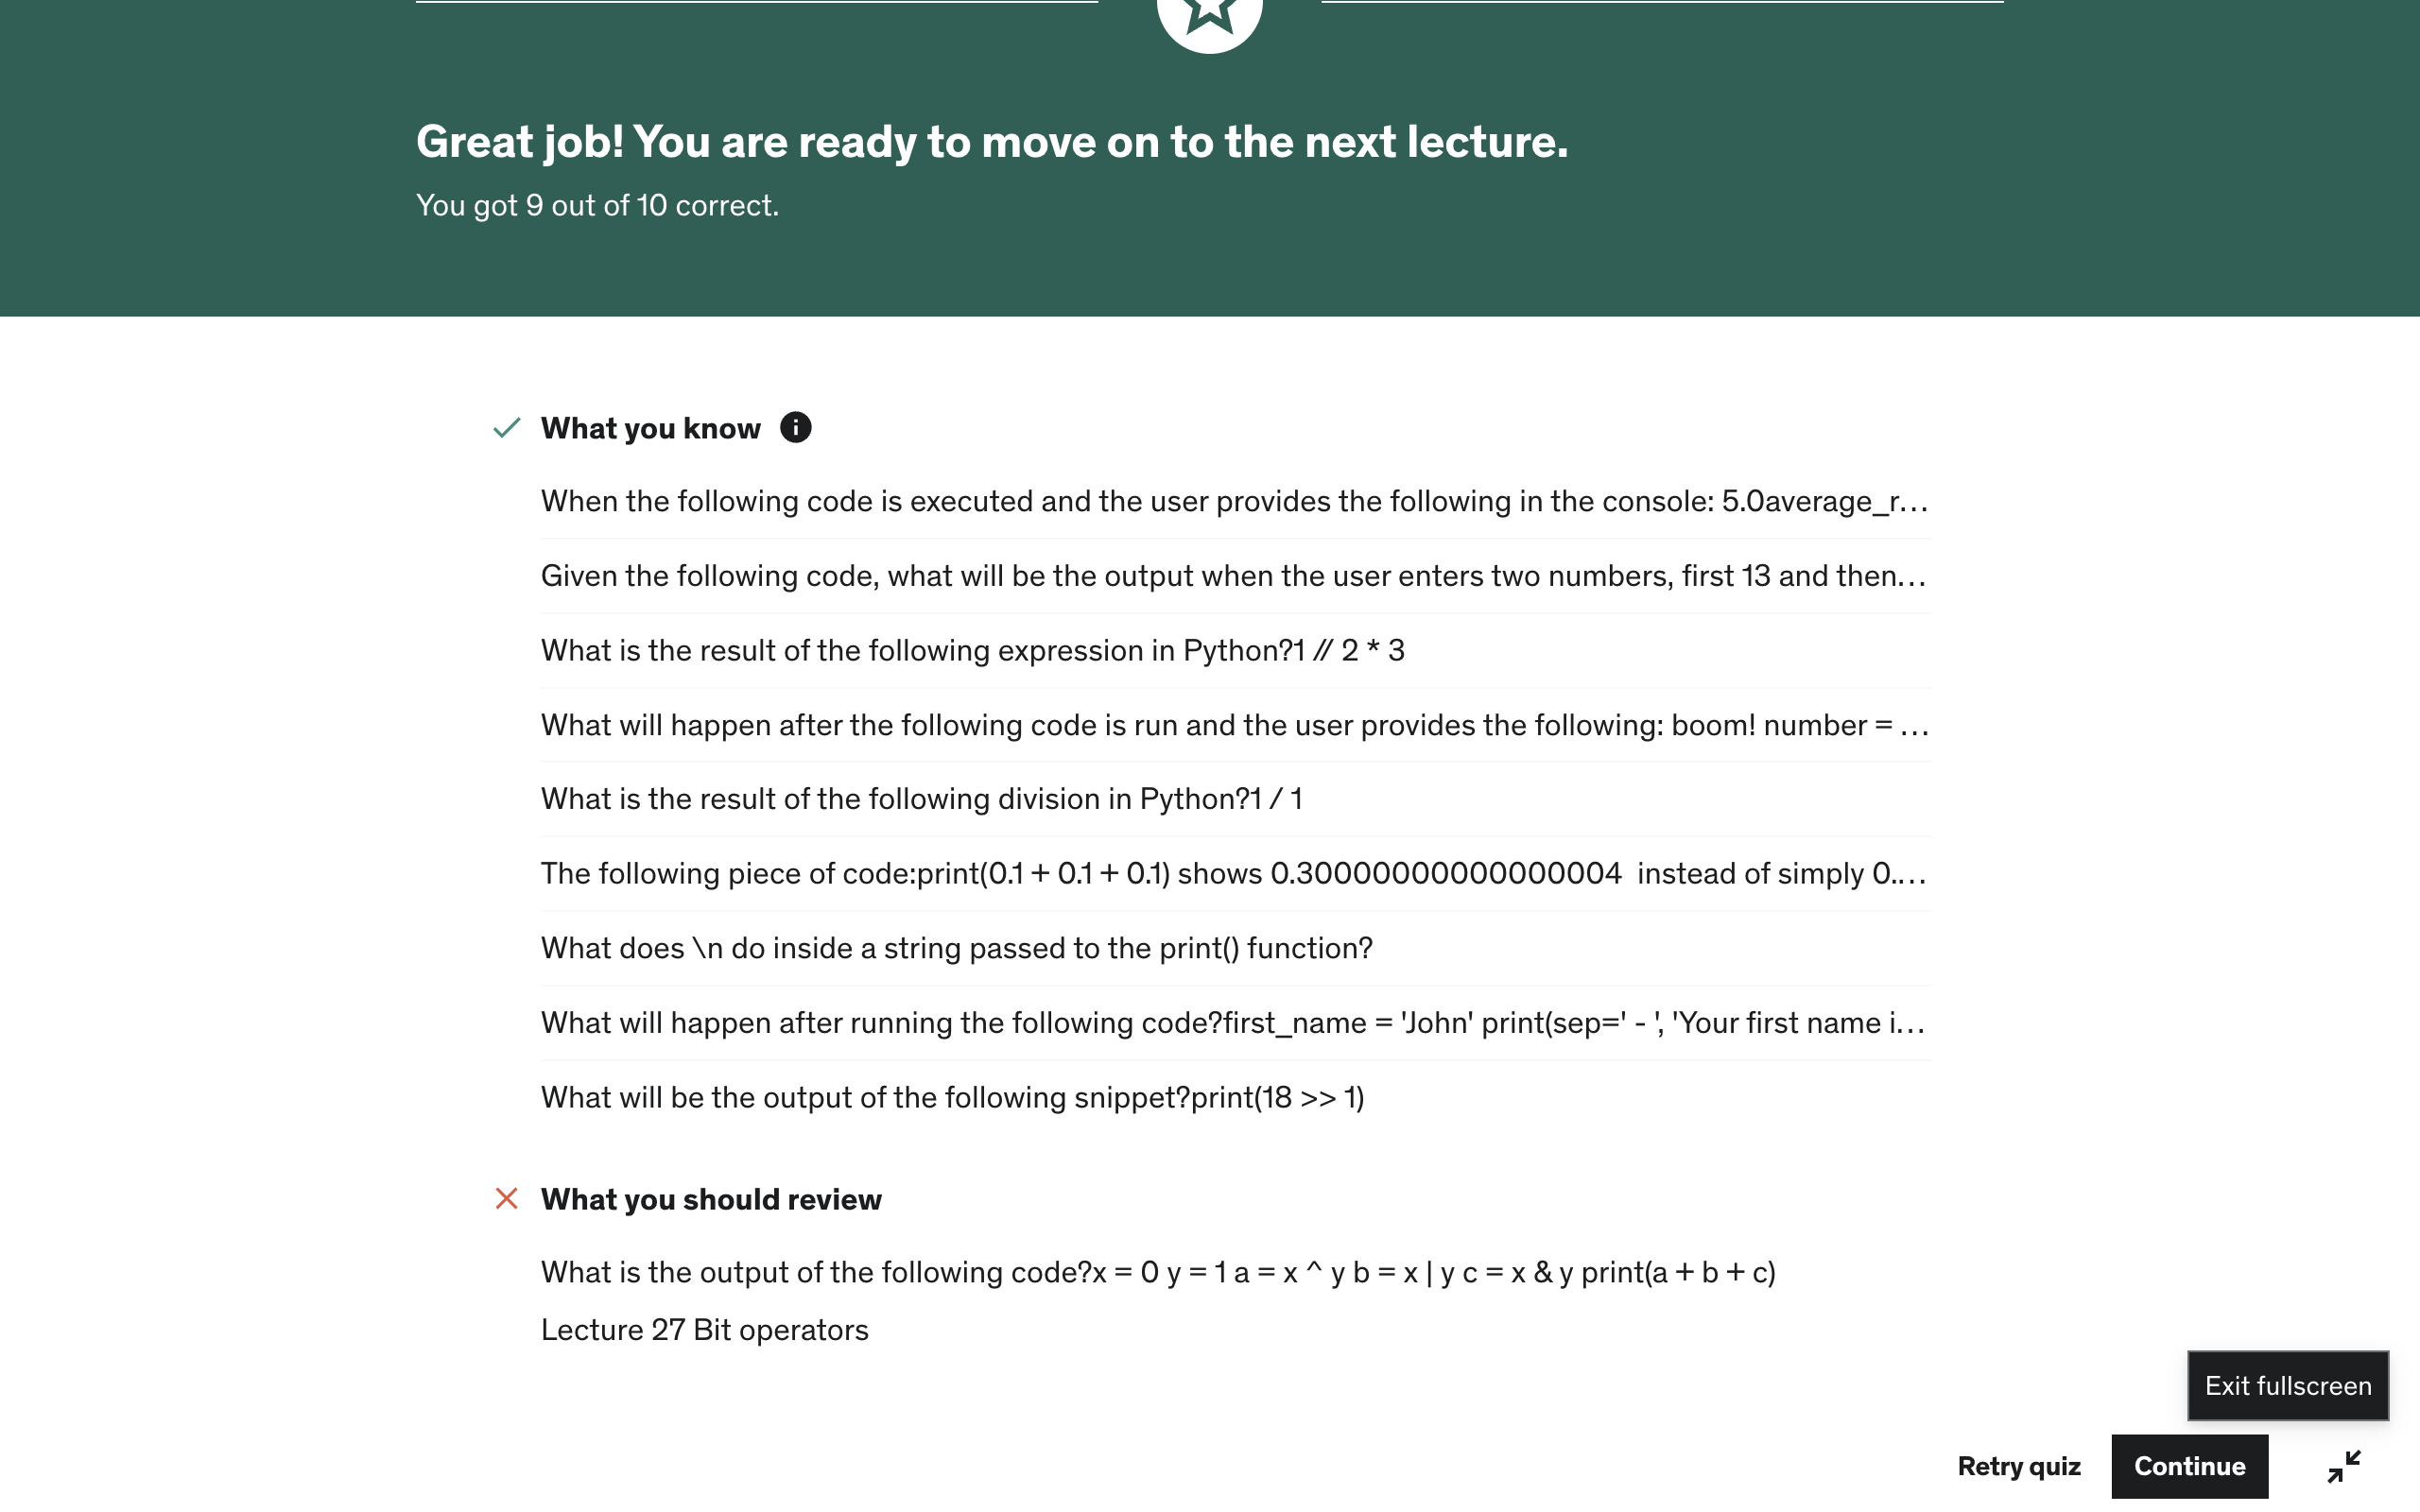 Great job! You are ready to move on to the next lecture.
You got 9 out of 10 correct.
What you know
When the following code is executed and the user provides the following in the console: 5.0average_r…
Given the following code, what will be the output when the user enters two numbers, first 13 and then…
What is the result of the following expression in Python?1 // 2 * 3
What will happen after the following code is run and the user provides the following: boom! number = …
What is the result of the following division in Python?1 / 1
The following piece of code:print(0.1 + 0.1 + 0.1) shows 0.30000000000000004  instead of simply 0.…
What does \n do inside a string passed to the print() function?
What will happen after running the following code?first_name = 'John' print(sep=' - ', 'Your first name i…
What will be the output of the following snippet?print(18 >> 1)
What you should review
What is the output of the following code?x = 0 y = 1 a = x ^ y b = x | y c = x & y print(a + b + c)
Lecture 27 Bit operators
Exit fullscreen
Retry quiz
Continue